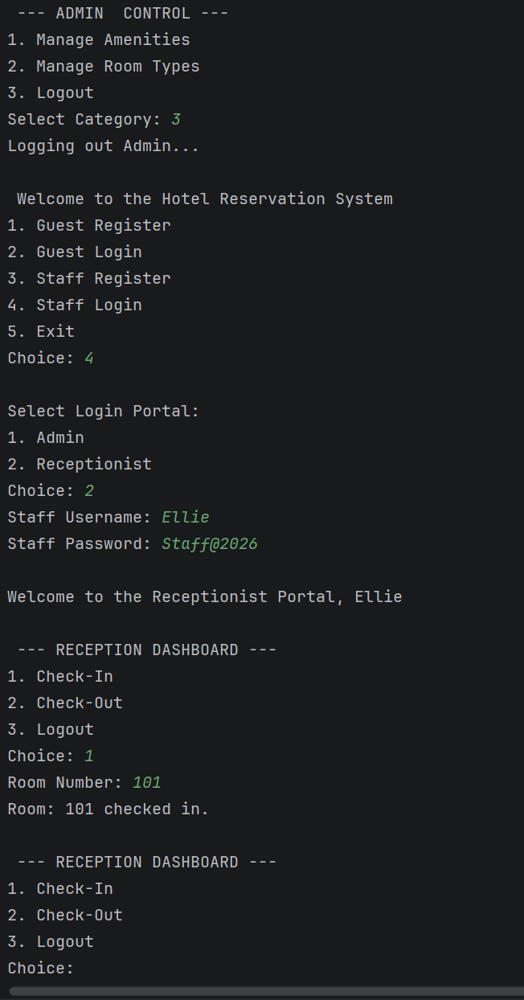 --- ADMIN  CONTROL ---
1. Manage Amenities
2. Manage Room Types
3. Logout
Select Category: 3
Logging out Admin...

Welcome to the Hotel Reservation System
1. Guest Register
2. Guest Login
3. Staff Register
4. Staff Login
5. Exit
Choice: 4

Select Login Portal:
1. Admin
2. Receptionist
Choice: 2
Staff Username: Ellie
Staff Password: Staff@2026

Welcome to the Receptionist Portal, Ellie

--- RECEPTION DASHBOARD ---
1. Check-In
2. Check-Out
3. Logout
Choice: 1
Room Number: 101
Room: 101 checked in.

--- RECEPTION DASHBOARD ---
1. Check-In
2. Check-Out
3. Logout
Choice: